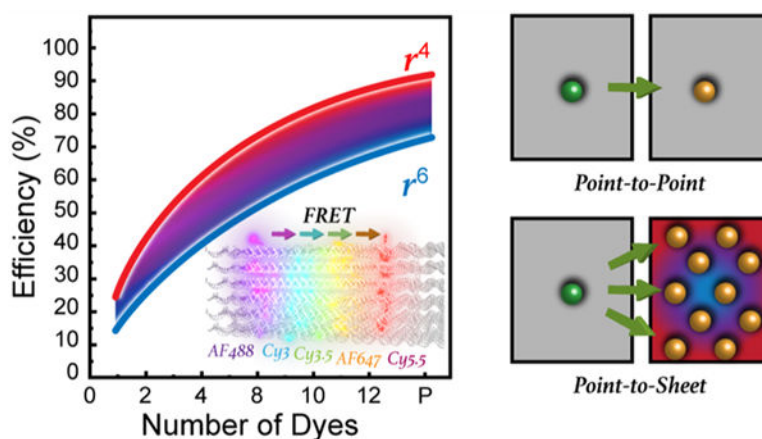 100
90
80
70
60
50
40
30
20
10
0
Efficiency (%)
r4
r6
FRET
AF488 Cy3 Cy3.5 AF647 Cy5.5
0 2 4 8 8 10 12 P
Number of Dyes
Point-to-Point
Point-to-Sheet